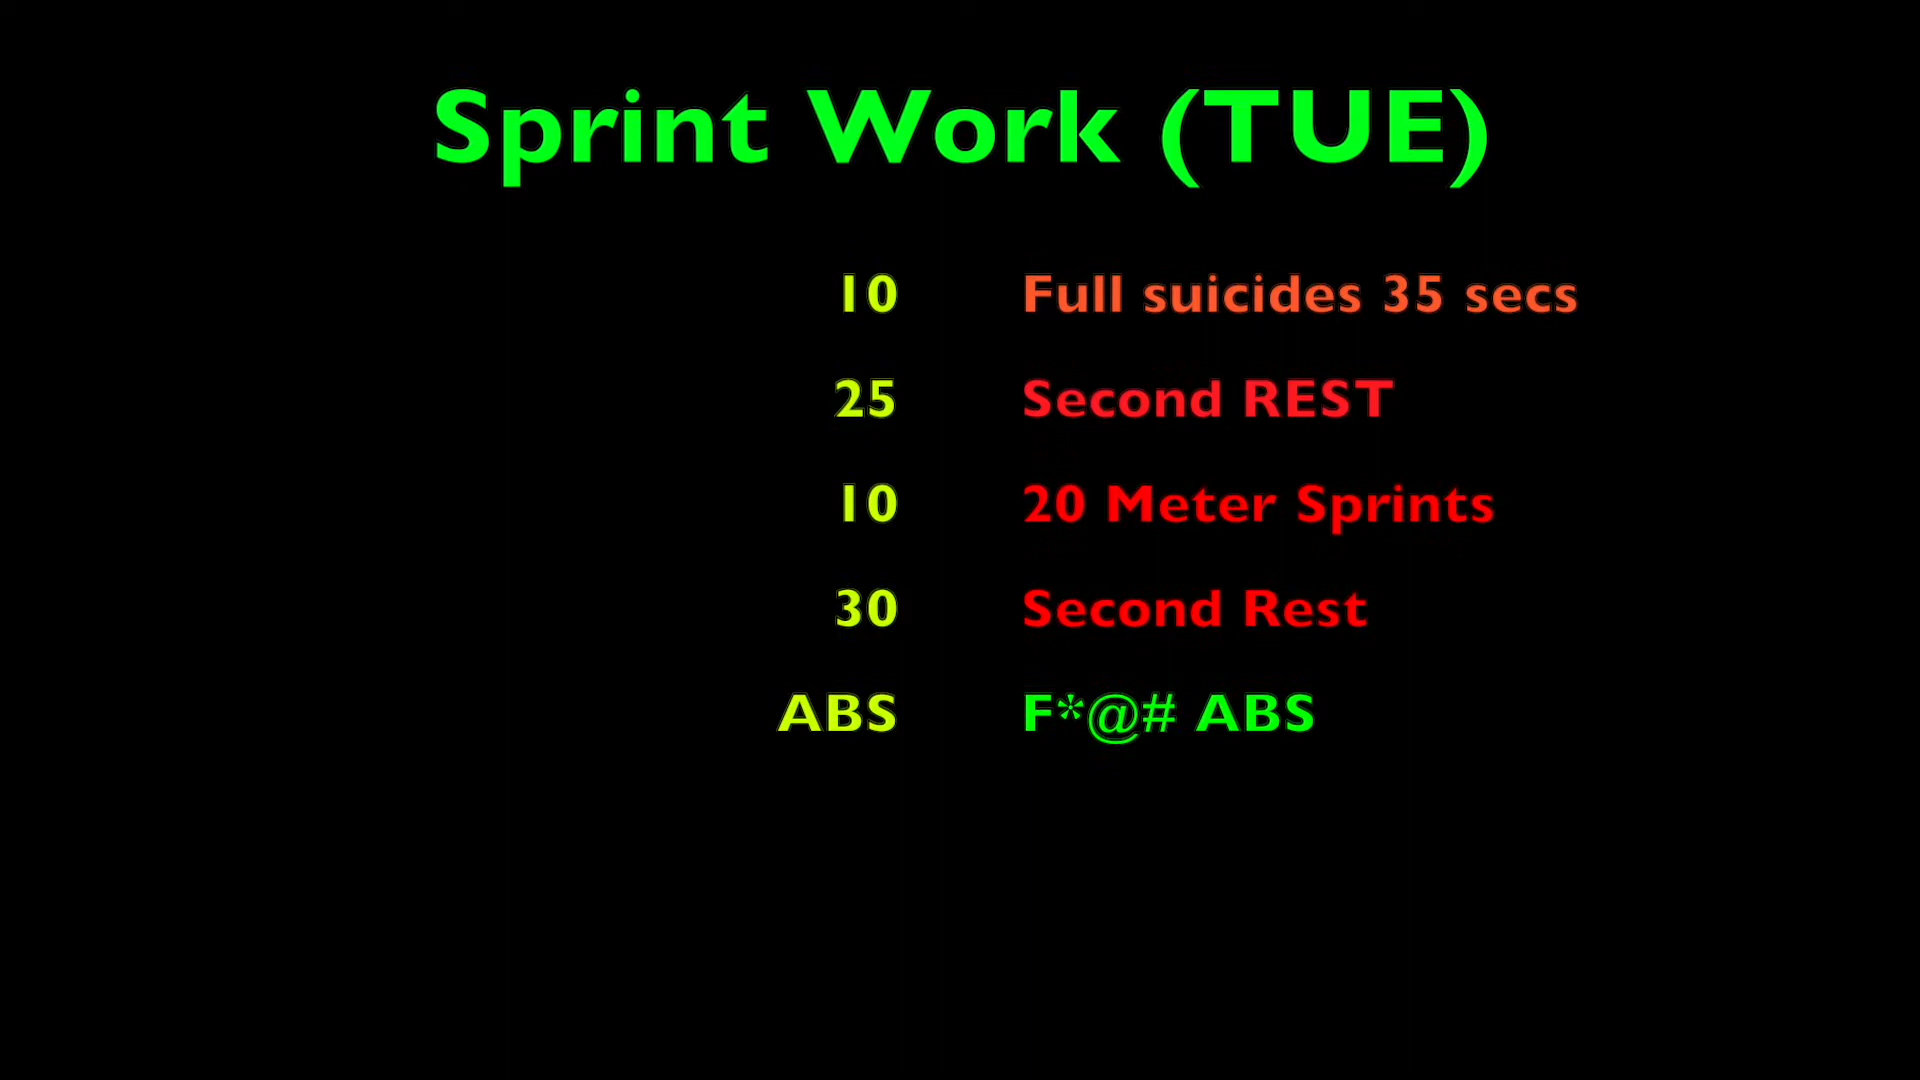 Sprint Work (TUE)
10 Full suicides 35 secs
25 Second REST
10 20 Meter Sprints
30 Second Rest
ABS F*@# ABS